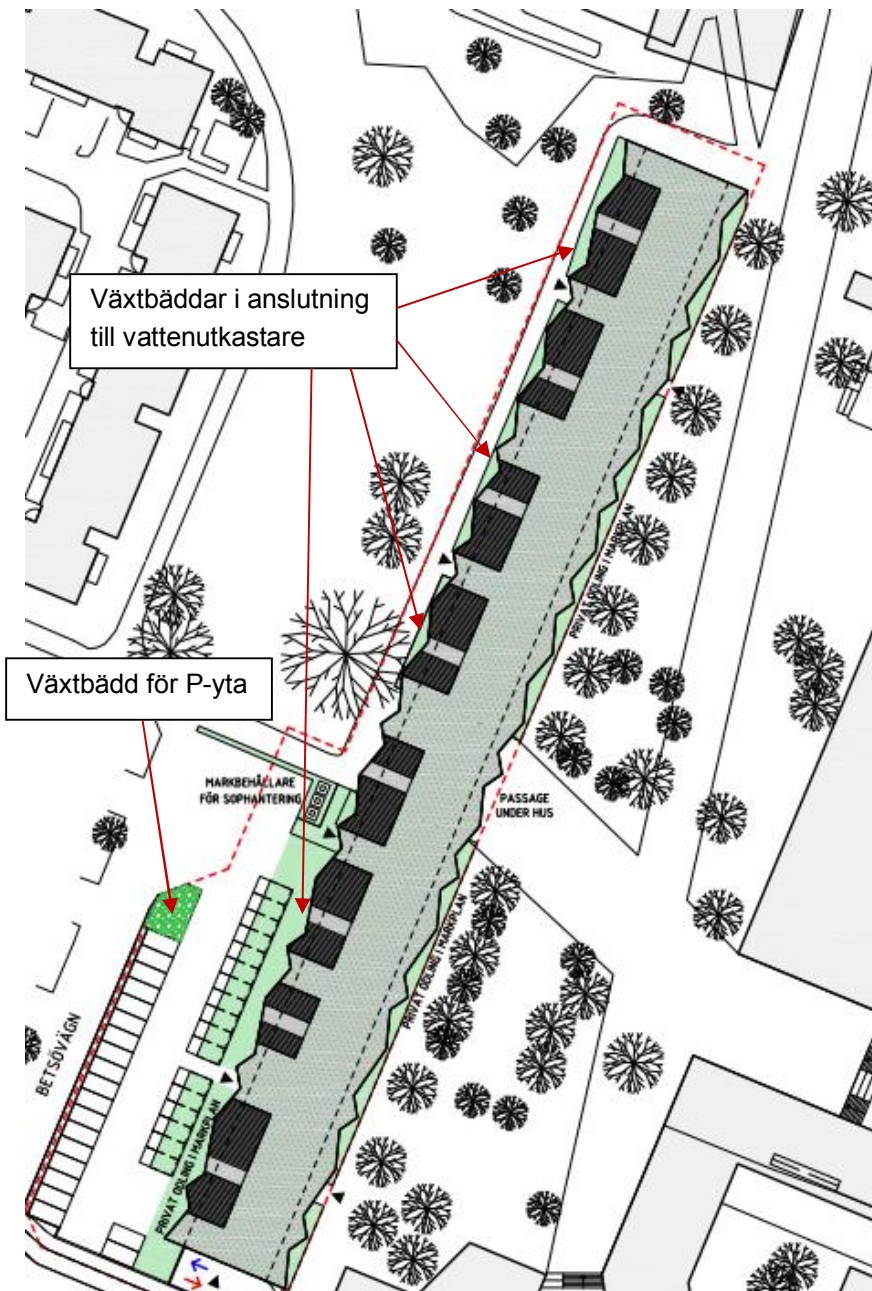 Växtbäddar i anslutning
till vattenutkastare
PRIVAT ODLING I MARKPLAN
Växtbädd för P-yta
MARKBEHÅLLARE
FÖR SOPHANTERING
PASSAGE
UNDER HUS
PRIVAT ODLING I MARKPLAN
BETSÖVÄGN
PRIVAT ODLING I MARKPLAN